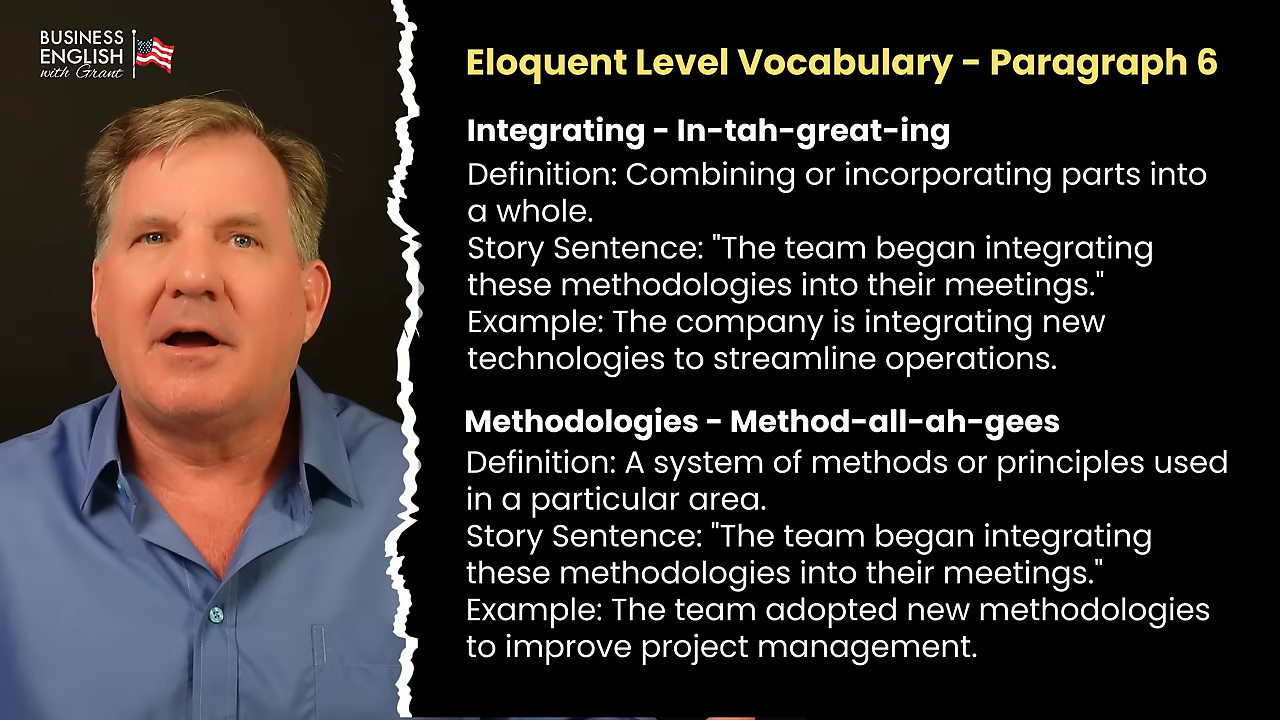 BUSINESS
ENGLISH
with Grant
Eloquent Level Vocabulary - Paragraph 6
Integrating - In-tah-great-ing
Definition: Combining or incorporating parts into
a whole.
Story Sentence: "The team began integrating
these methodologies into their meetings."
Example: The company is integrating new
technologies to streamline operations.
Methodologies - Method-all-ah-gees
Definition: A system of methods or principles used
in a particular area.
Story Sentence: "The team began integrating
these methodologies into their meetings."
Example: The team adopted new methodologies
to improve project management.